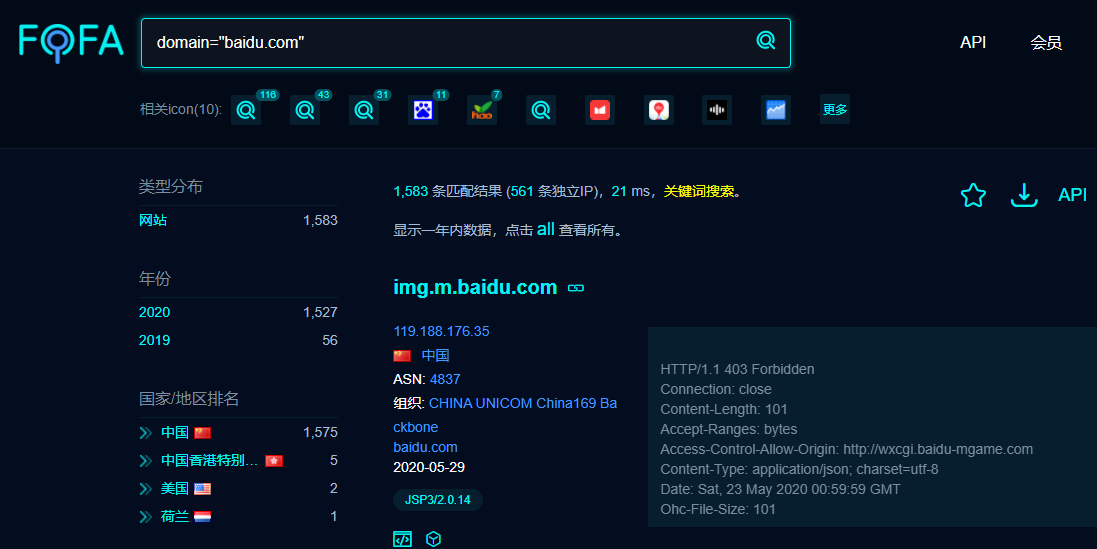 FOFA
domain="baidu.com"
API
会员
相关icon(10):
116
43
31
11
7
hao
更多
类型分布
网站 1,583
年份
2020 1,527
2019 56
国家/地区排名
中国 1,575
中国香港特别... 5
美国 2
荷兰 1
1,583 条匹配结果 (561 条独立IP)，21 ms，关键词搜索。
API
显示一年内数据，点击 all 查看所有。
img.m.baidu.com
119.188.176.35
中国
ASN: 4837
组织: CHINA UNICOM China169 Ba
ckbone
baidu.com
2020-05-29
JSP3/2.0.14
HTTP/1.1 403 Forbidden
Connection: close
Content-Length: 101
Accept-Ranges: bytes
Access-Control-Allow-Origin: http://wxcgi.baidu-mgame.com
Content-Type: application/json; charset=utf-8
Date: Sat, 23 May 2020 00:59:59 GMT
Ohc-File-Size: 101